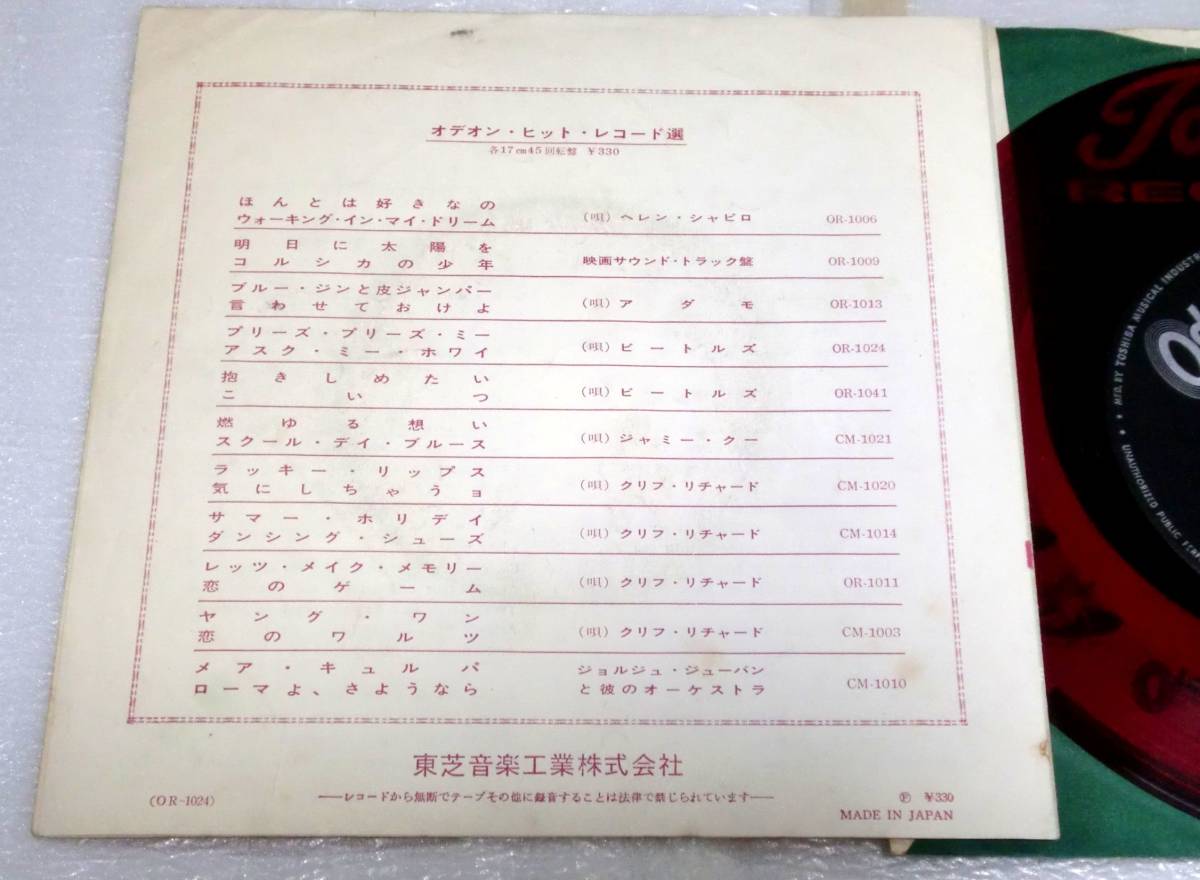 オデオン・ヒット・レコード選
各17cm45回転盤 ¥330
ほんとは好きなの
ウォーキング・イン・マイ・ドリーム (唄) ヘレン・シャピロ OR-1006
明日に太陽を
コルシカの少年 映画サウンド・トラック盤 OR-1009
ブルー・ジンと皮ジャンパー
言わせておけよ (唄) アダモ OR-1013
プリーズ・プリーズ・ミー
アスク・ミー・ホワイ (唄) ビートルズ OR-1024
抱きしめたい
こいつ (唄) ビートルズ OR-1041
燃ゆる想い
スクール・デイ・ブルース (唄) ジャミー・クー CM-1021
ラッキー・リップス
気にしちゃうョ (唄) クリフ・リチャード CM-1020
サマー・ホリデイ
ダンシング・シューズ (唄) クリフ・リチャード CM-1014
レッツ・メイク・メモリー
恋のゲーム (唄) クリフ・リチャード OR-1011
ヤング・ワン
恋のワルツ (唄) クリフ・リチャード CM-1003
メア・キュルパ ジョルジュ・ジューバン
ローマよ、さようなら と彼のオーケストラ CM-1010
東芝音楽工業株式会社
(OR-1024) ──レコードから無断でテープその他に録音することは法律で禁じられています── Ⓟ ¥330
MADE IN JAPAN
MFD. BY TOSHIBA MUSICAL INDUSTR
UNAUTHORIZED PUBLIC